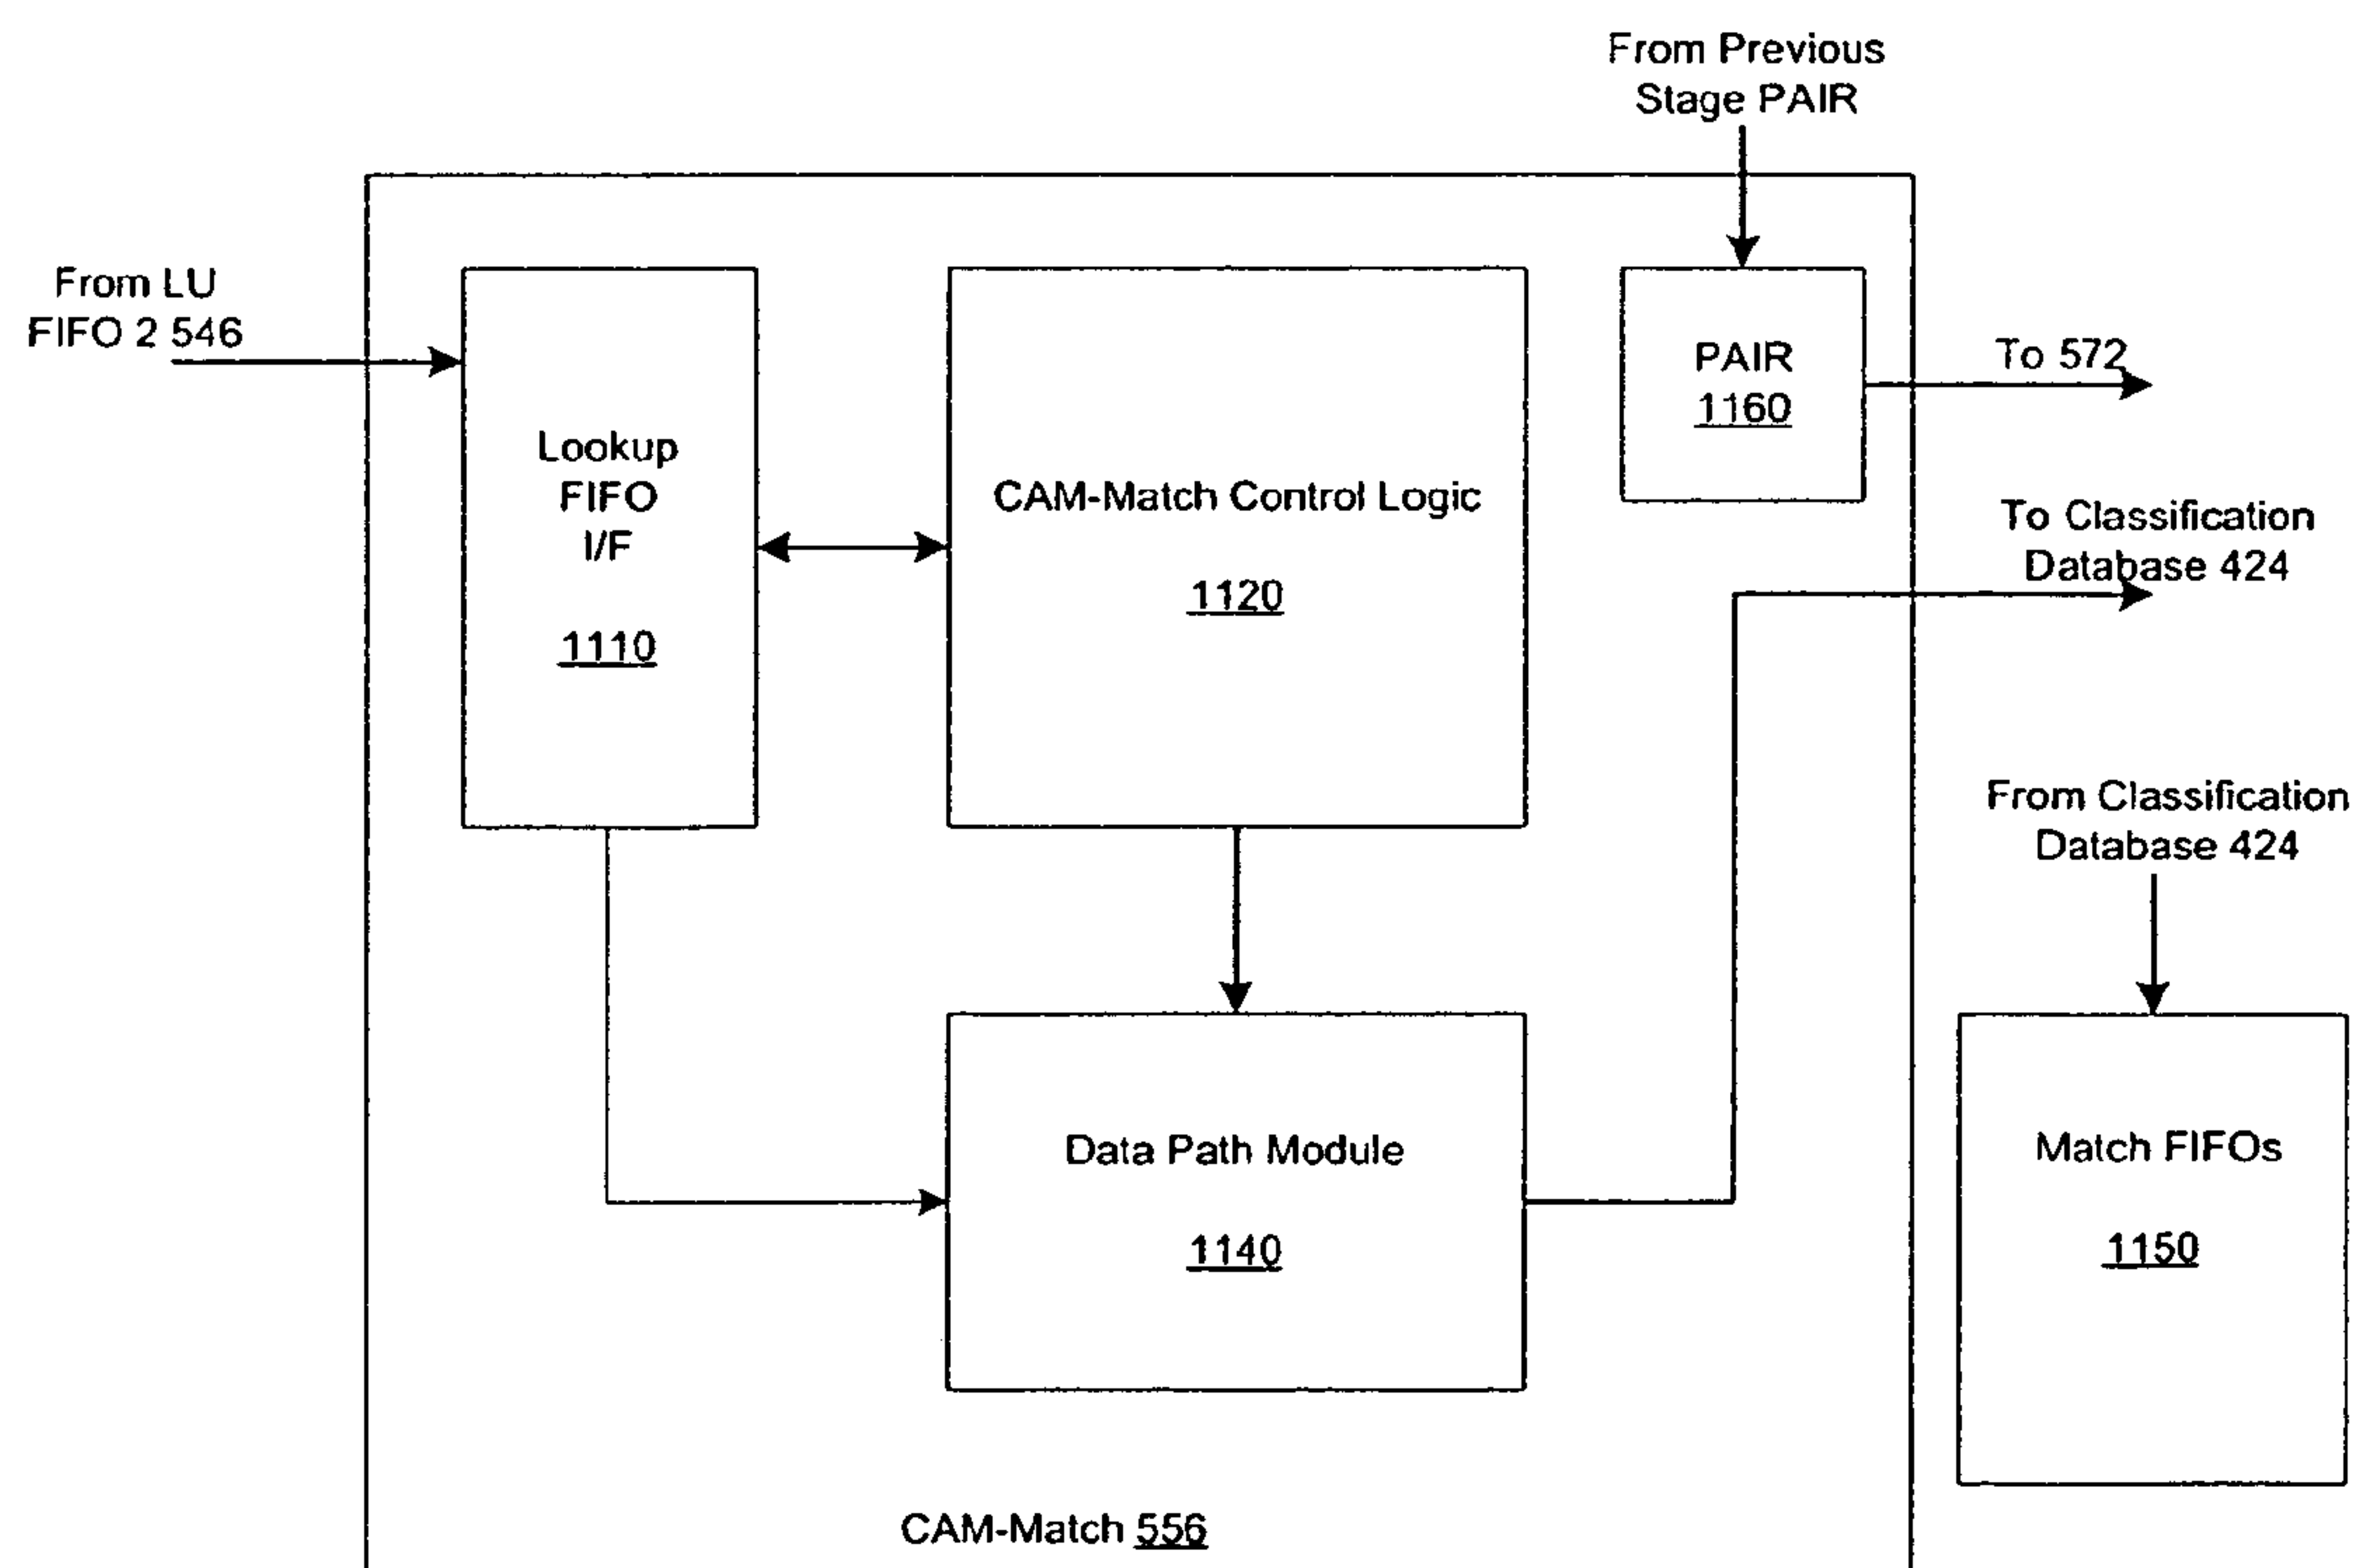 From Previous
Stage PAIR
From LU
FIFO 2 546
Lookup
FIFO
I/F
1110
CAM-Match Control Logic
1120
PAIR
1160
To 572
To Classification
Database 424
From Classification
Database 424
Data Path Module
1140
Match FIFOs
1150
CAM-Match 556